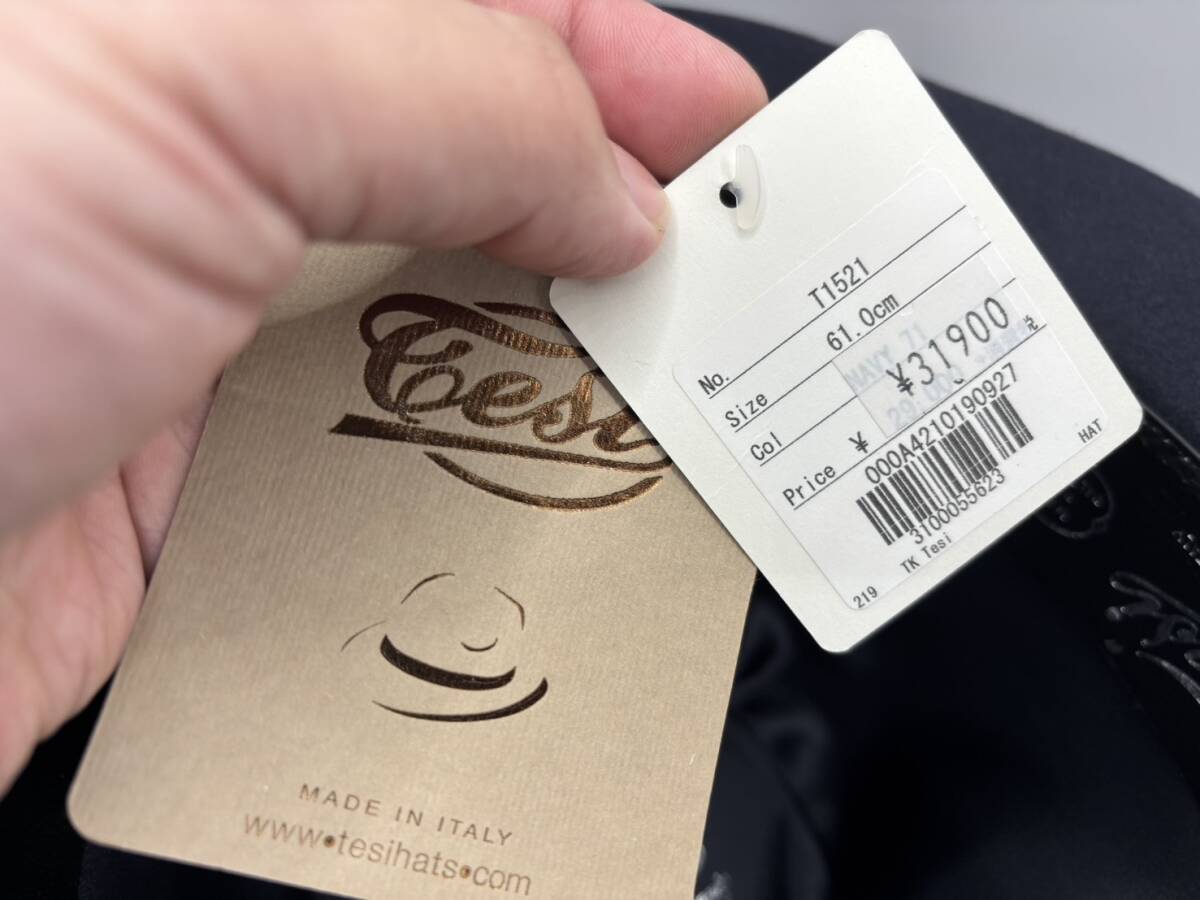 Tesi
MADE IN ITALY
www•tesihats•com
No. T1521
Size 61.0cm
Col NAVY 71
¥31900
Price ¥ 29,000
000A4210190927
3100055623
HAT
TK Tesi
219